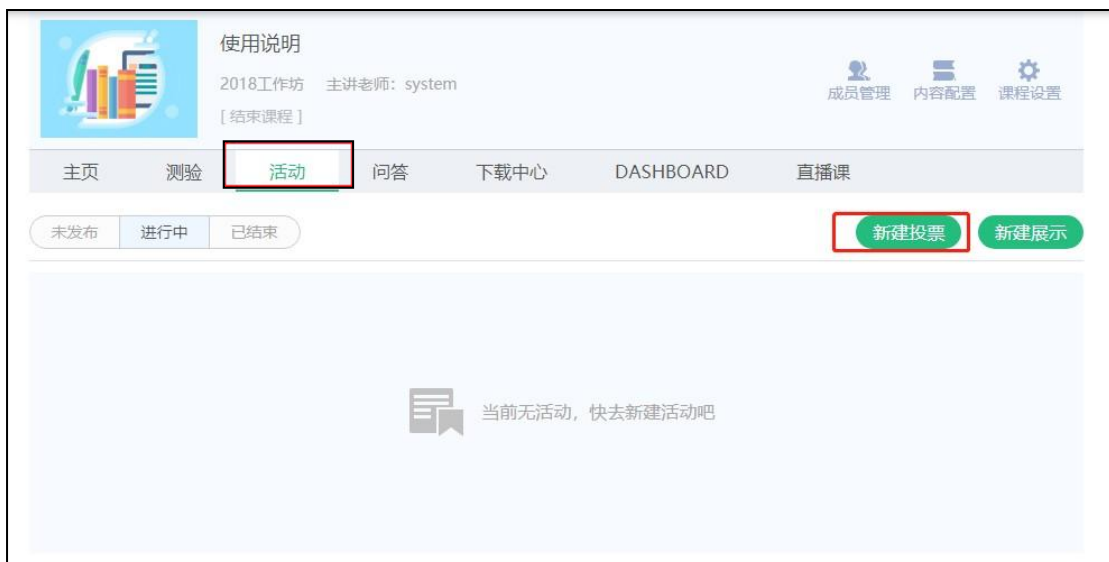 使用说明
2018工作坊 主讲老师：system
[ 结束课程 ]
成员管理 内容配置 课程设置
主页 测验 活动 问答 下载中心 DASHBOARD 直播课
未发布 进行中 已结束 新建投票 新建展示
当前无活动，快去新建活动吧